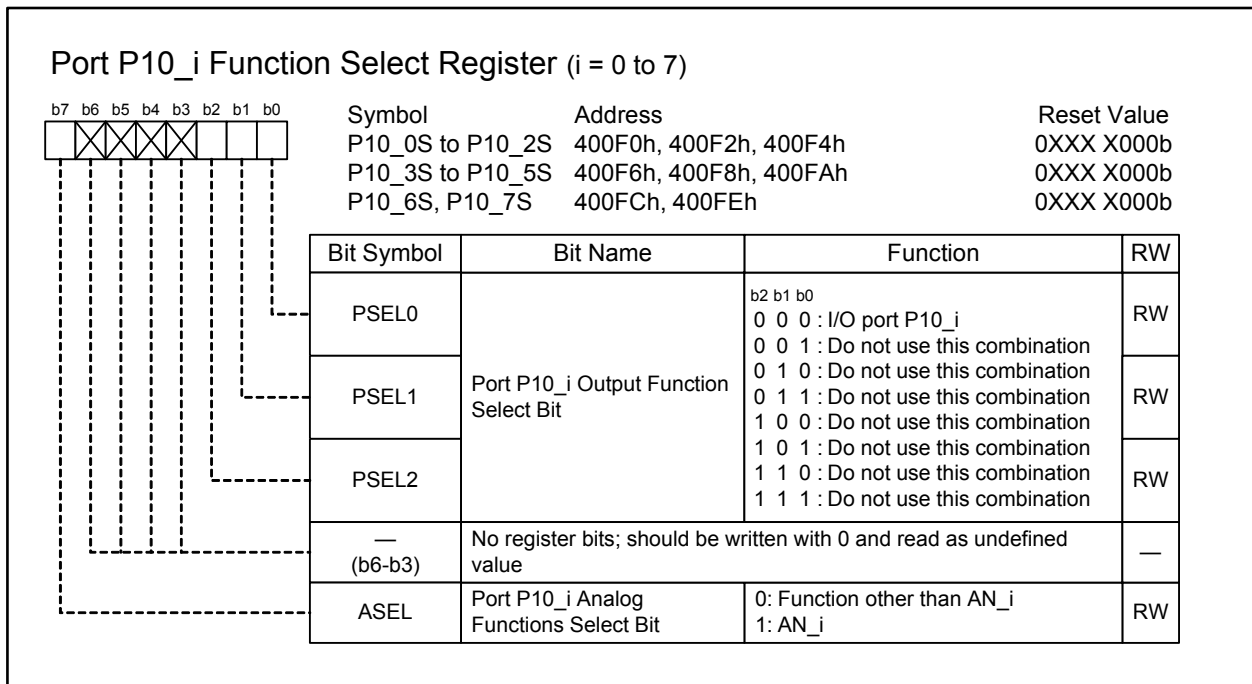 Port P10_i Function Select Register (i = 0 to 7)
b7 b6 b5 b4 b3 b2 b1 b0
Symbol Address Reset Value
P10_0S to P10_2S 400F0h, 400F2h, 400F4h 0XXX X000b
P10_3S to P10_5S 400F6h, 400F8h, 400FAh 0XXX X000b
P10_6S, P10_7S 400FCh, 400FEh 0XXX X000b
Bit Symbol Bit Name Function RW
PSEL0
PSEL1
PSEL2
Port P10_i Output Function
Select Bit
b2 b1 b0
0 0 0 : I/O port P10_i
0 0 1 : Do not use this combination
0 1 0 : Do not use this combination
0 1 1 : Do not use this combination
1 0 0 : Do not use this combination
1 0 1 : Do not use this combination
1 1 0 : Do not use this combination
1 1 1 : Do not use this combination
RW
RW
RW
—
(b6-b3)
No register bits; should be written with 0 and read as undefined
value
—
ASEL
Port P10_i Analog
Functions Select Bit
0: Function other than AN_i
1: AN_i
RW